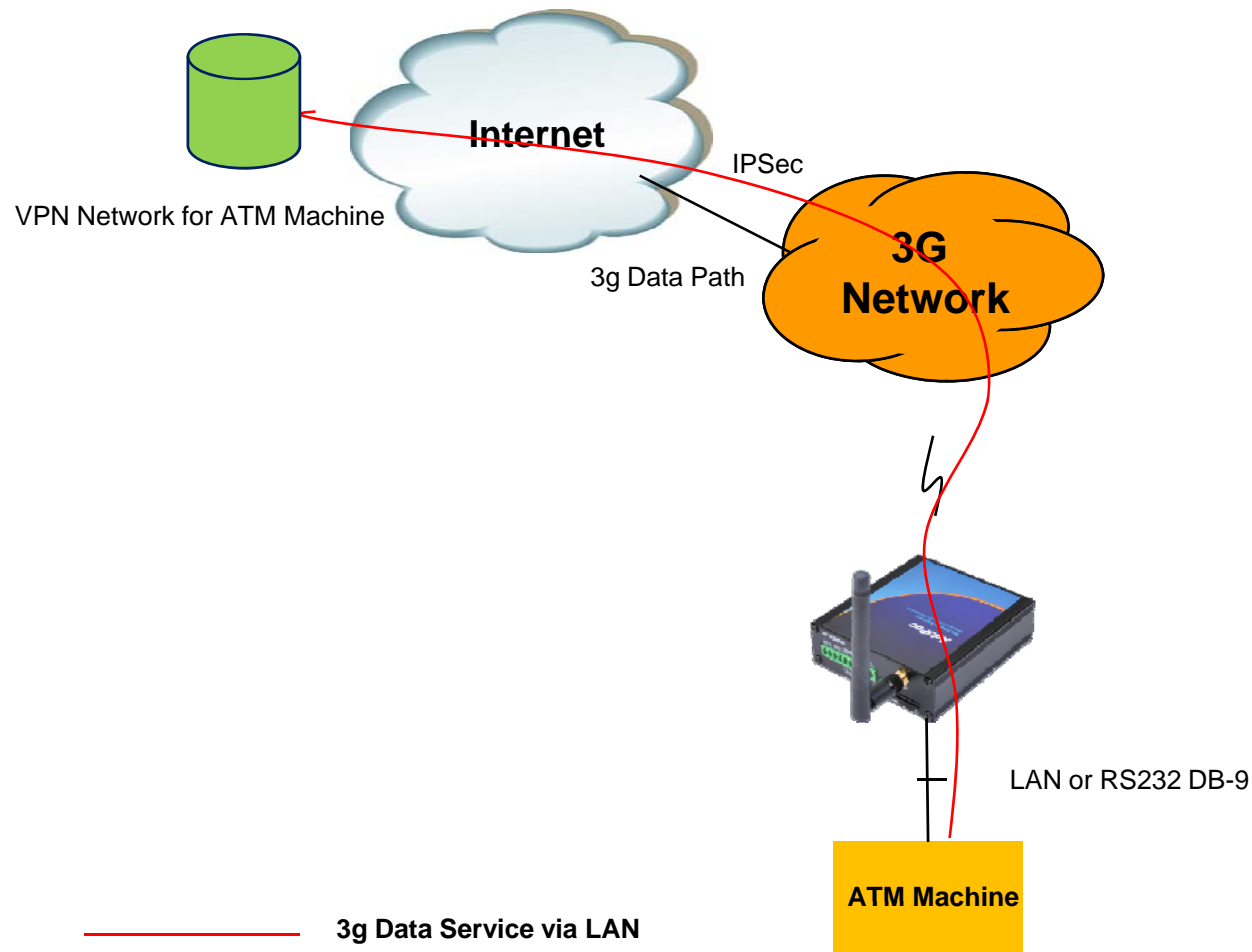 Internet
IPSec
VPN Network for ATM Machine
3G
Network
3g Data Path
LAN or RS232 DB-9
ATM Machine
3g Data Service via LAN